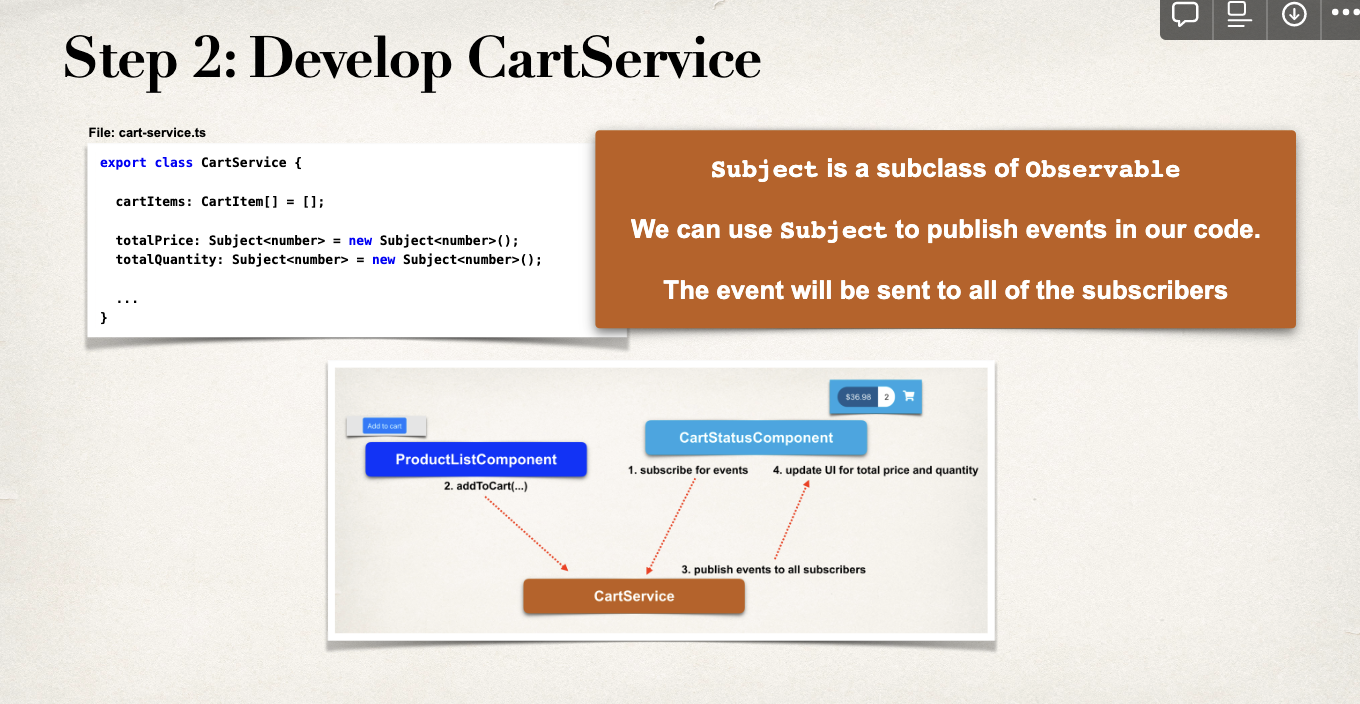 Step 2: Develop CartService
File: cart-service.ts
export class CartService {
cartItems: CartItem[] = [];
totalPrice: Subject<number> = new Subject<number>();
totalQuantity: Subject<number> = new Subject<number>();
...
}
Subject is a subclass of Observable
We can use Subject to publish events in our code.
The event will be sent to all of the subscribers
$36.98 2
Add to cart
CartStatusComponent
ProductListComponent
1. subscribe for events
4. update UI for total price and quantity
2. addToCart(...)
3. publish events to all subscribers
CartService